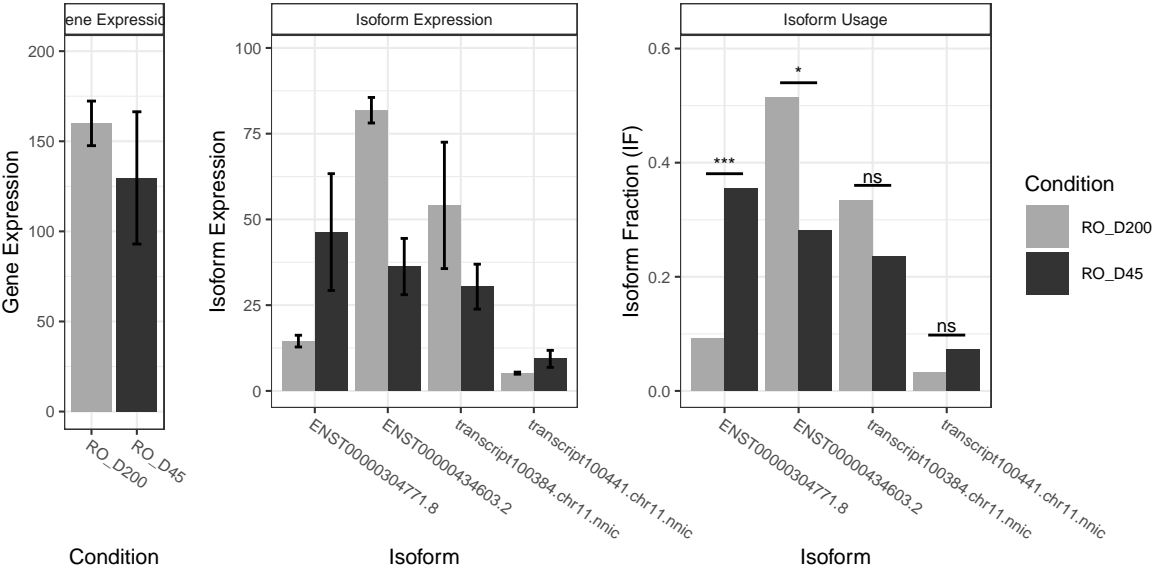 ene Expressio
Gene Expression
200
150
100
50
0
RO_D200
RO_D45
Condition
Isoform Expression
Isoform Expression
100
75
50
25
0
ENST00000304771.8
ENST00000434603.2
transcript100384.chr11.nnic
transcript100441.chr11.nnic
Isoform
Isoform Usage
Isoform Fraction (IF)
0.6
0.4
0.2
0.0
***
*
ns
ns
ENST00000304771.8
ENST00000434603.2
transcript100384.chr11.nnic
transcript100441.chr11.nnic
Isoform
Condition
RO_D200
RO_D45